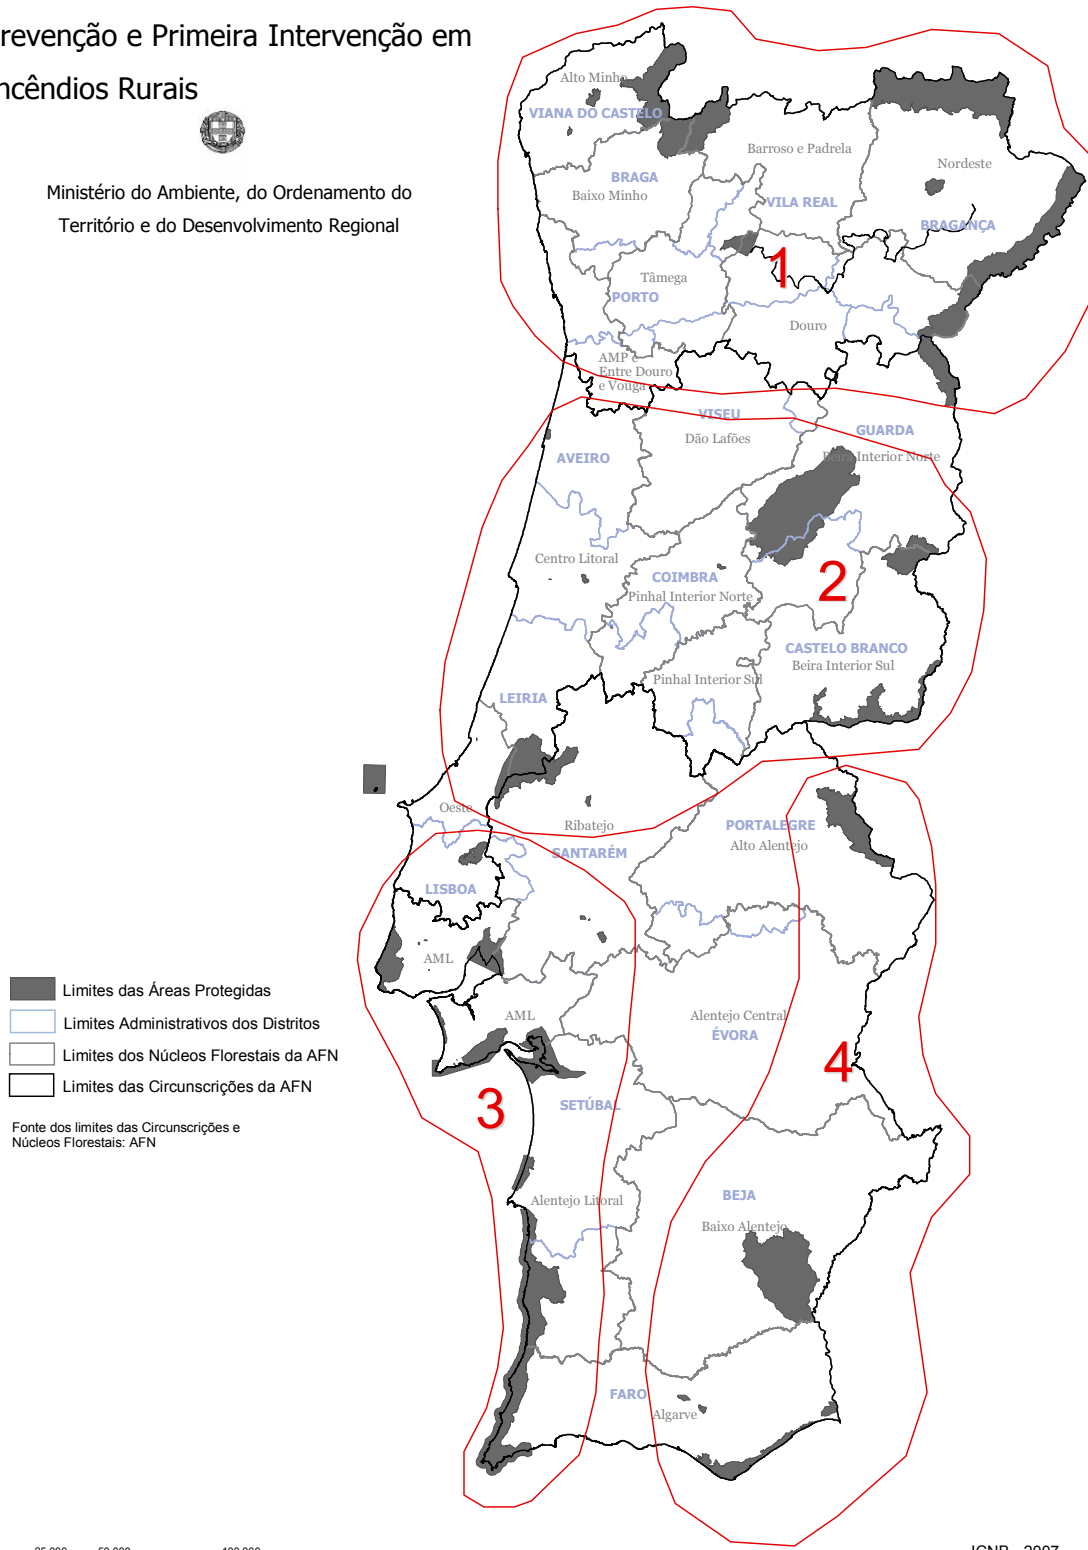 revenção e Primeira Intervenção em
ncêndios Rurais
Ministério do Ambiente, do Ordenamento do
Território e do Desenvolvimento Regional
Alto Minho
VIANA DO CASTELO
Barroso e Padrela
Nordeste
BRAGA
Baixo Minho
VILA REAL
BRAGANÇA
1
Tâmega
PORTO
Douro
AMP e
Entre Douro
e Vouga
VISEU
Dão Lafões
GUARDA
Beira Interior Norte
AVEIRO
Centro Litoral
COIMBRA
Pinhal Interior Norte
2
CASTELO BRANCO
Beira Interior Sul
Pinhal Interior Sul
LEIRIA
Oeste
Ribatejo
SANTARÉM
PORTALEGRE
Alto Alentejo
LISBOA
AML
AML
Alentejo Central
ÉVORA
4
3
SETÚBAL
Alentejo Litoral
BEJA
Baixo Alentejo
FARO
Algarve
Limites das Áreas Protegidas
Limites Administrativos dos Distritos
Limites dos Núcleos Florestais da AFN
Limites das Circunscrições da AFN
Fonte dos limites das Circunscrições e
Núcleos Florestais: AFN